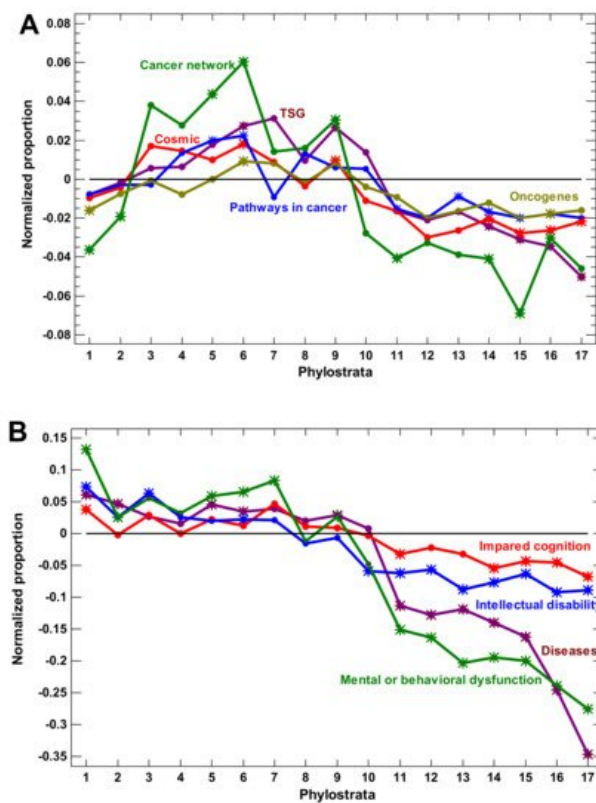 A
0.08
0.06
0.04
0.02
0
-0.02
-0.04
-0.06
-0.08
Normalized proportion
Cancer network
TSG
Cosmic
Pathways in cancer
Oncogenes
1 2 3 4 5 6 7 8 9 10 11 12 13 14 15 16 17
Phylostrata
B
0.15
0.1
0.05
0
-0.05
-0.1
-0.15
-0.2
-0.25
-0.3
-0.35
Normalized proportion
Impared cognition
Intellectual disability
Diseases
Mental or behavioral dysfunction
1 2 3 4 5 6 7 8 9 10 11 12 13 14 15 16 17
Phylostrata